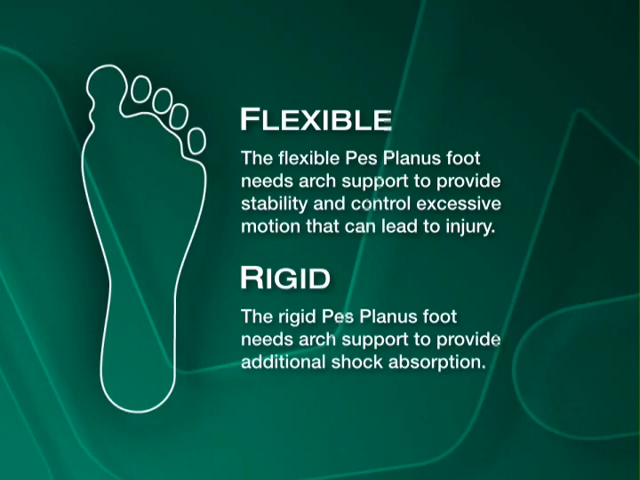 FLEXIBLE
The flexible Pes Planus foot
needs arch support to provide
stability and control excessive
motion that can lead to injury.
RIGID
The rigid Pes Planus foot
needs arch support to provide
additional shock absorption.